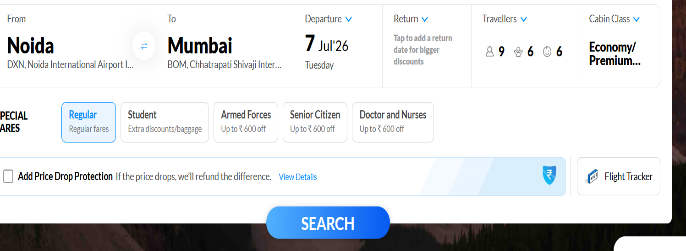 From
To
Departure
Return
Travellers
Cabin Class
Noida
Mumbai
7 Jul'26
Tap to add a return
date for bigger
discounts
9 6 6
Economy/
Premium...
DXN, Noida International Airport I...
BOM, Chhatrapati Shivaji Inter...
Tuesday
PECIAL
ARES
Regular
Regular fares
Student
Extra discounts/baggage
Armed Forces
Up to ₹ 600 off
Senior Citizen
Up to ₹ 600 off
Doctor and Nurses
Up to ₹ 600 off
Add Price Drop Protection If the price drops, we'll refund the difference. View Details
₹
Flight Tracker
SEARCH